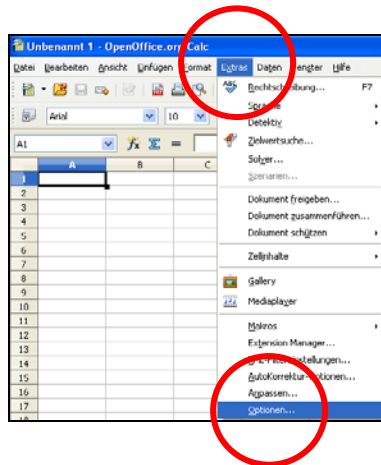 Unbenannt 1 - OpenOffice.org Calc
Datei Bearbeiten Ansicht Einfügen Format Extras Daten Fenster Hilfe
Arial 10
A1
A B C
1
2
3
4
5
6
7
8
9
10
11
12
13
14
15
16
17
18
Rechtschreibung... F7
Sprache
Detektiv
Zielwertsuche...
Solver...
Szenarien...
Dokument freigeben...
Dokument zusammenführen...
Dokument schützen
Zellinhalte
Gallery
Mediaplayer
Makros
Extension Manager...
AutoKorrektur-Optionen...
Anpassen...
Optionen...